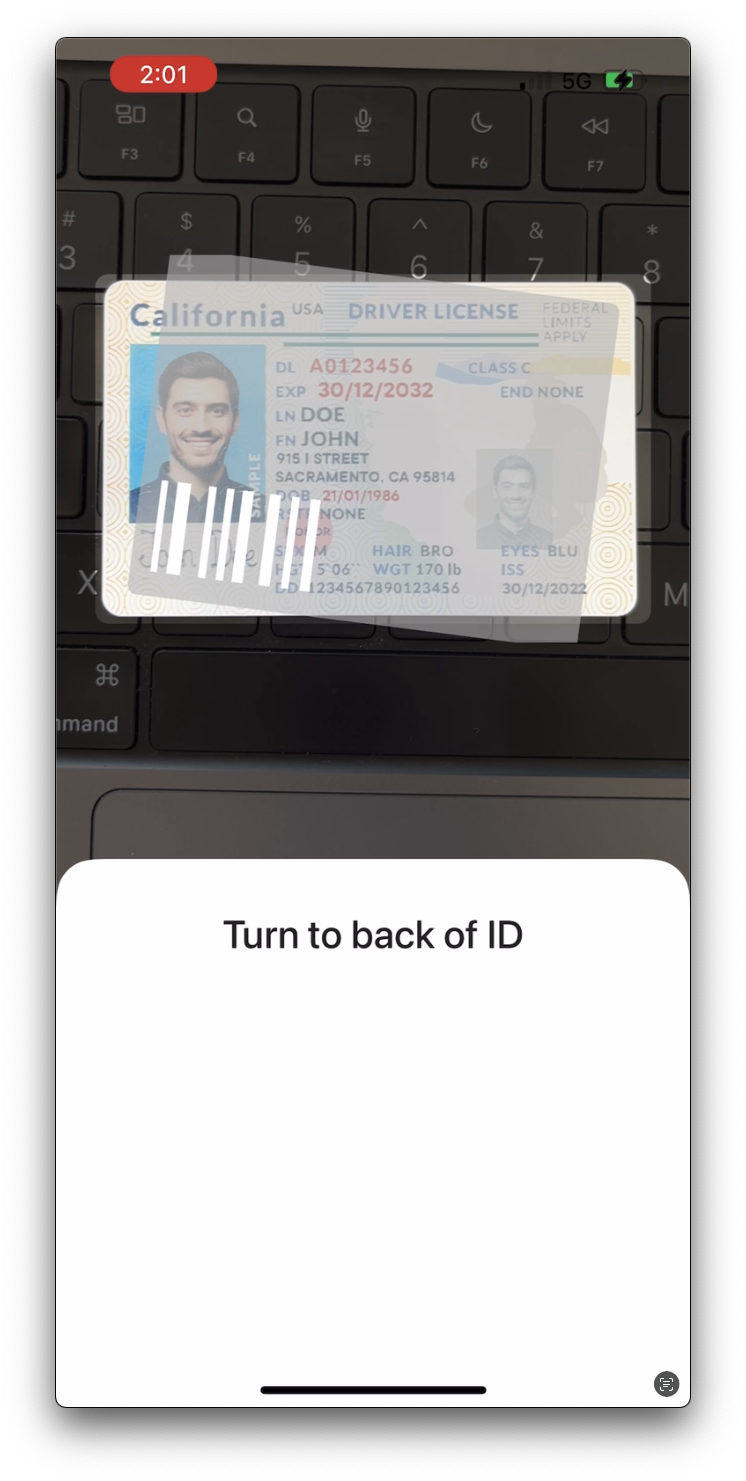 2:01
5G
F3
F4
F5
F6
F7
# $ % ^ & *
3 4 5 6 7 8
California USA DRIVER LICENSE FEDERAL
LIMITS
APPLY
DL A0123456 CLASS C
EXP 30/12/2032 END NONE
LN DOE
FN JOHN
915 I STREET
SACRAMENTO, CA 95814
DOB 21/01/1986
RSTR NONE
DONOR
SAMPLE
John Doe
SEX M HAIR BRO EYES BLU
HGT 5'06" WGT 170 lb ISS
DD 1234567890123456 30/12/2022
X
M
⌘
mmand
Turn to back of ID